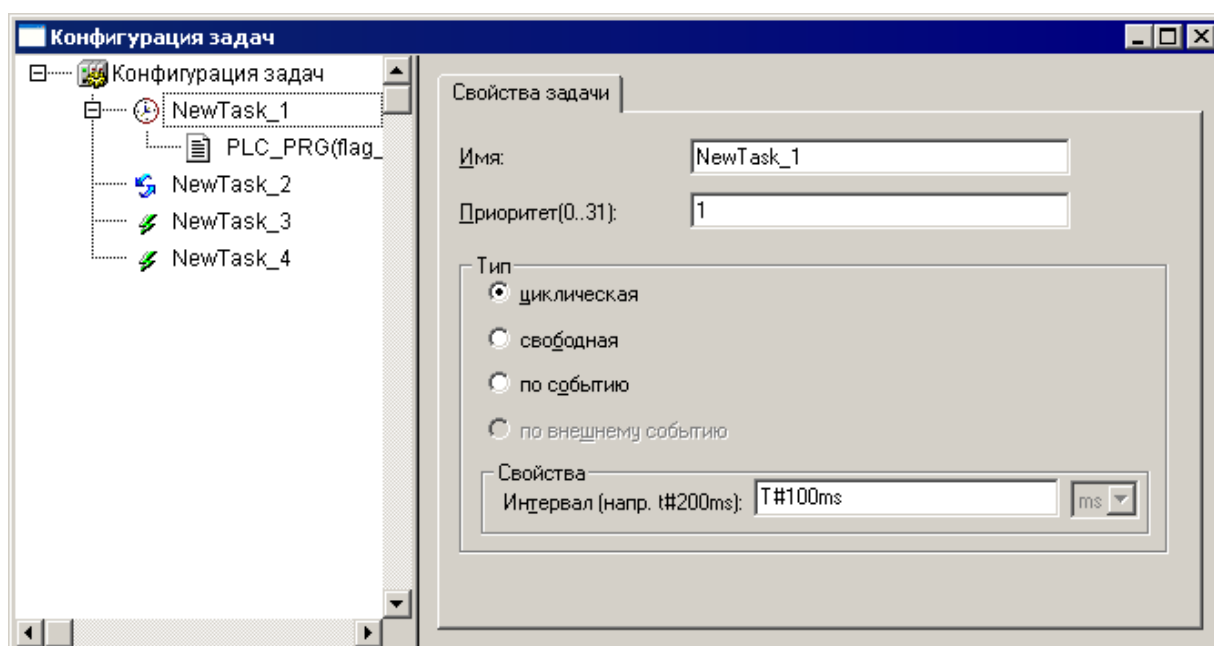 Конфигурация задач
Конфигурация задач
NewTask_1
PLC_PRG(flag_
NewTask_2
NewTask_3
NewTask_4
Свойства задачи
Имя: NewTask_1
Приоритет(0..31): 1
Тип
циклическая
свободная
по событию
по внешнему событию
Свойства
Интервал (напр. t#200ms): T#100ms ms